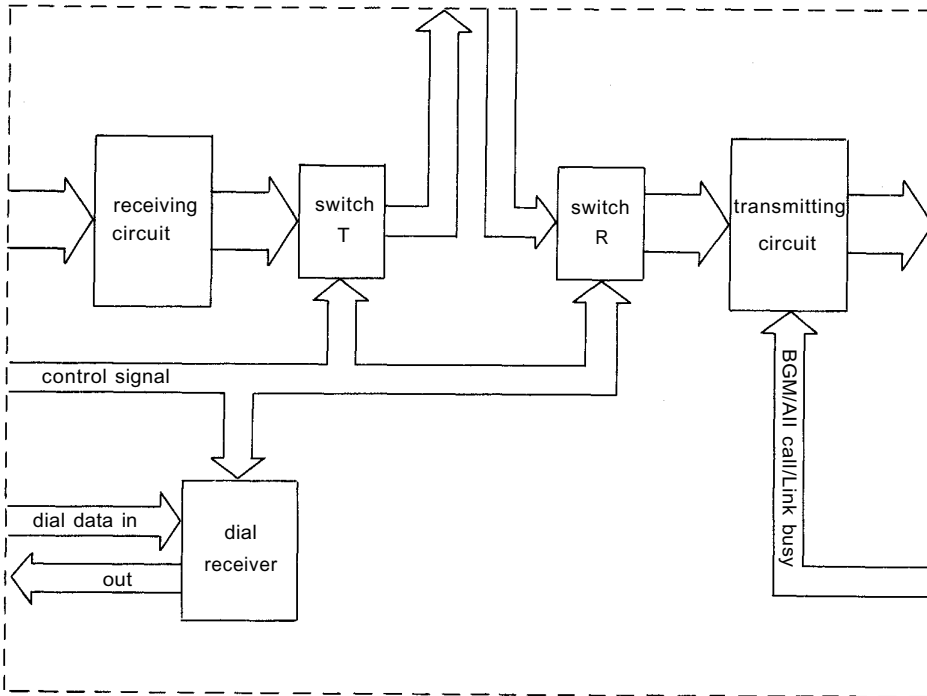 receiving
circuit
switch
T
switch
R
transmitting
circuit
control signal
BGM/All call/Link busy
dial data in
out
dial
receiver